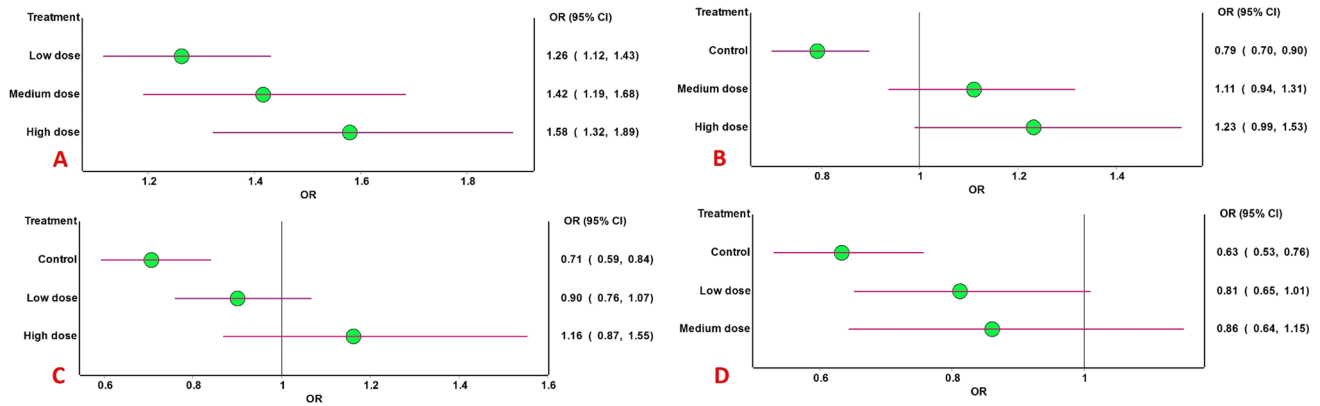 Treatment OR (95% CI)
Low dose 1.26 ( 1.12, 1.43)
Medium dose 1.42 ( 1.19, 1.68)
High dose 1.58 ( 1.32, 1.89)
A
1.2 1.4 1.6 1.8
OR
Treatment OR (95% CI)
Control 0.79 ( 0.70, 0.90)
Medium dose 1.11 ( 0.94, 1.31)
High dose 1.23 ( 0.99, 1.53)
B
0.8 1 1.2 1.4
OR
Treatment OR (95% CI)
Control 0.71 ( 0.59, 0.84)
Low dose 0.90 ( 0.76, 1.07)
High dose 1.16 ( 0.87, 1.55)
C
0.6 0.8 1 1.2 1.4 1.6
OR
Treatment OR (95% CI)
Control 0.63 ( 0.53, 0.76)
Low dose 0.81 ( 0.65, 1.01)
Medium dose 0.86 ( 0.64, 1.15)
D
0.6 0.8 1
OR